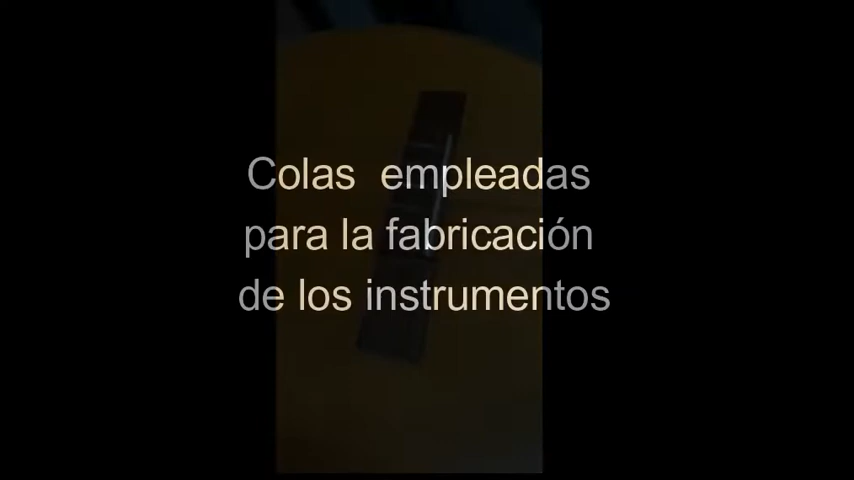 Colas empleadas
para la fabricación
de los instrumentos